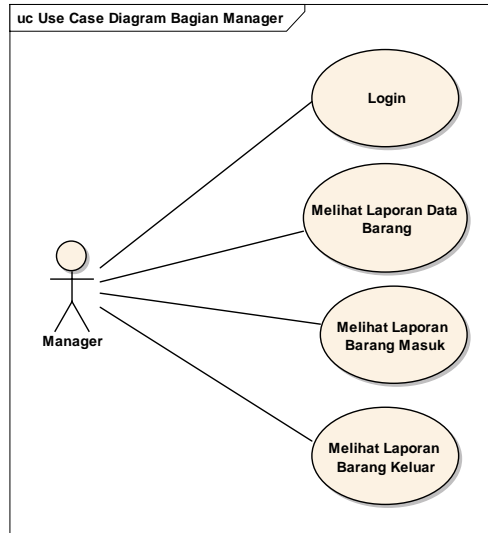 uc Use Case Diagram Bagian Manager
Login
Melihat Laporan Data
Barang
Manager
Melihat Laporan
Barang Masuk
Melihat Laporan
Barang Keluar